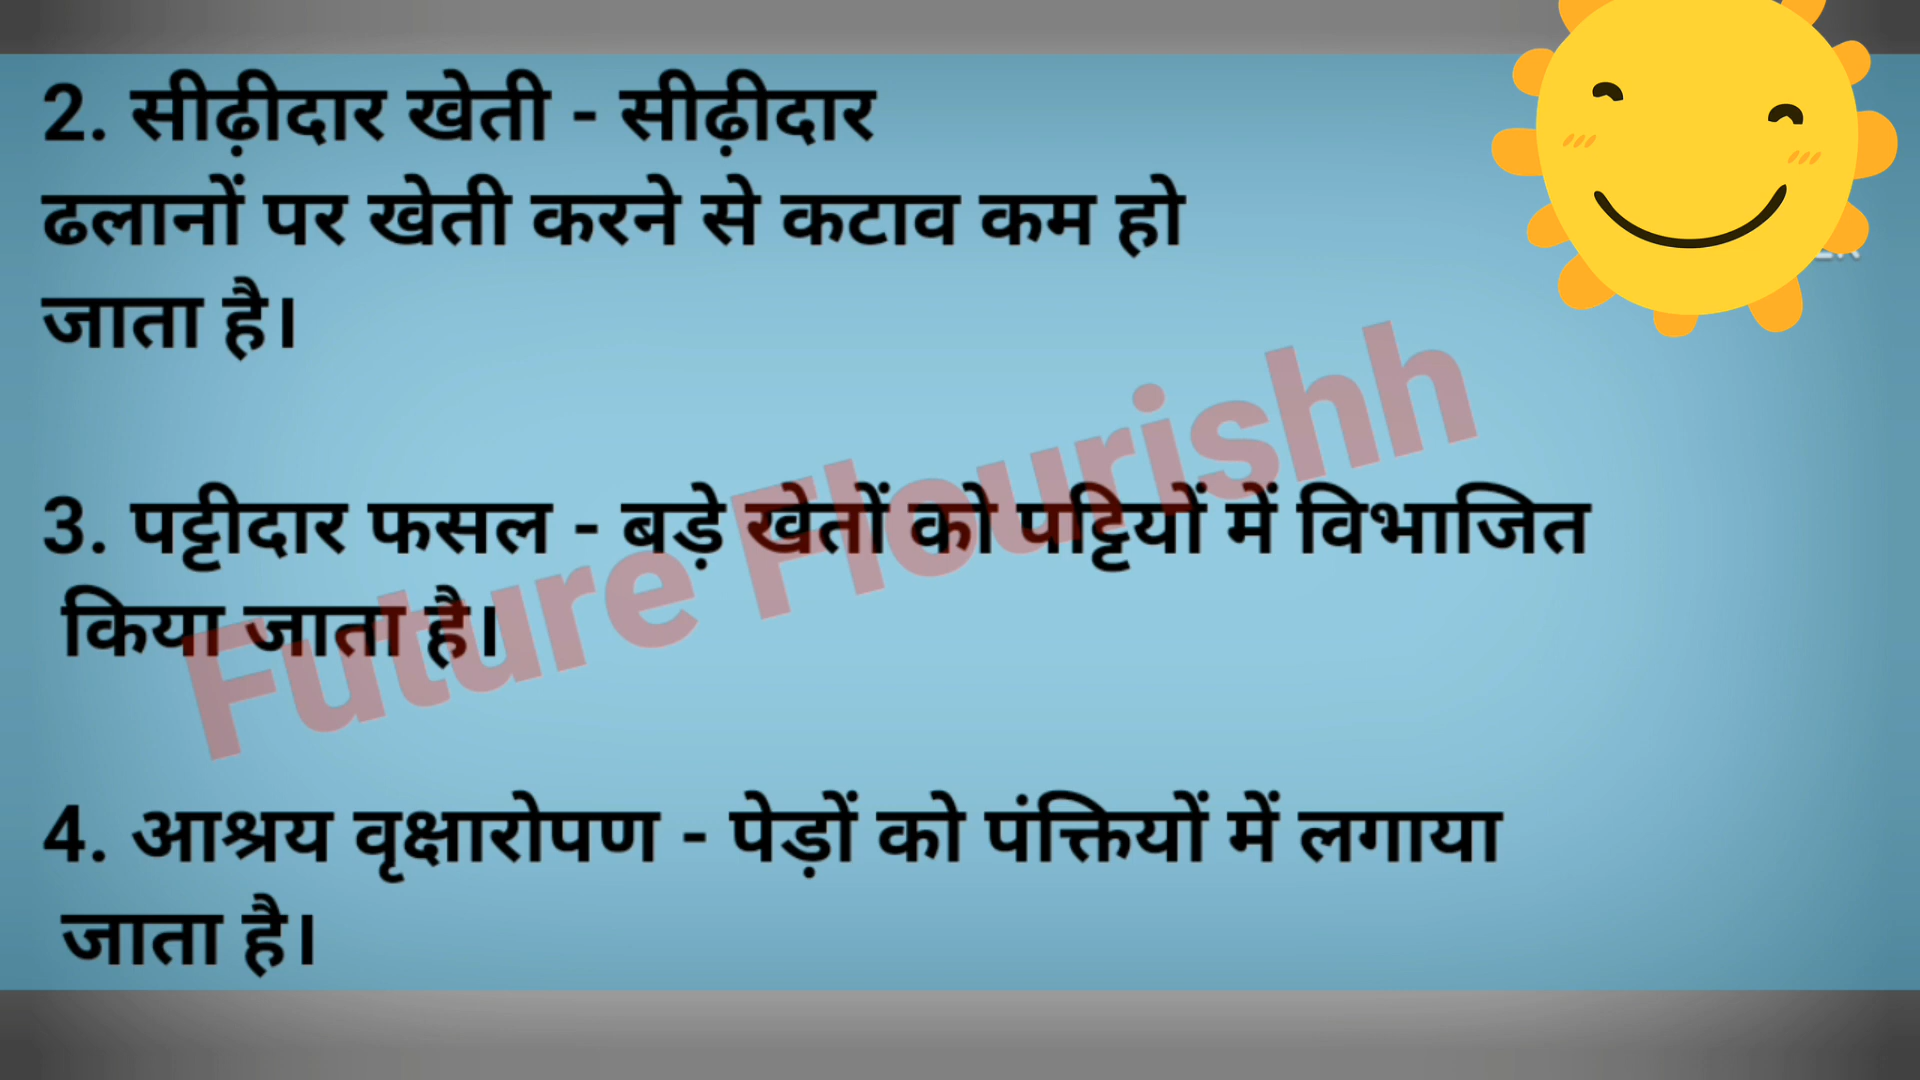 2. सीढ़ीदार खेती - सीढ़ीदार
ढलानों पर खेती करने से कटाव कम हो
जाता है।
3. पट्टीदार फसल - बड़े खेतों को पट्टियों में विभाजित
किया जाता है।
Future Flourishh
4. आश्रय वृक्षारोपण - पेड़ों को पंक्तियों में लगाया
जाता है।